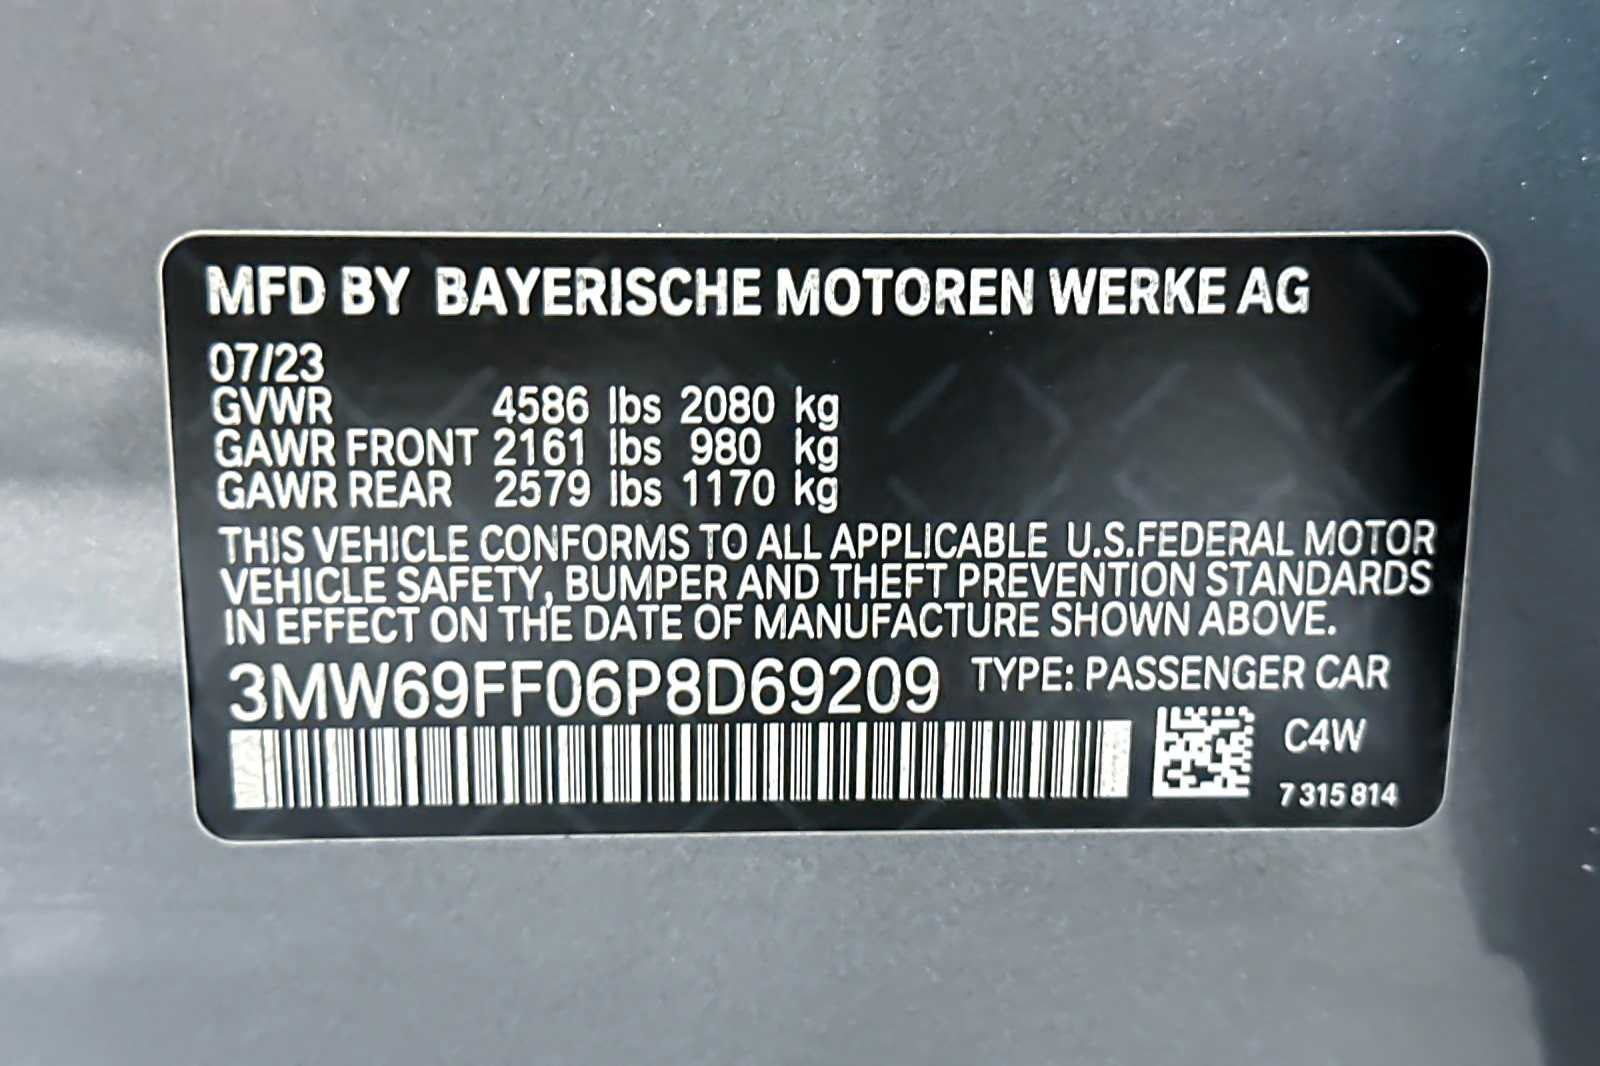 MFD BY BAYERISCHE MOTOREN WERKE AG
07/23
GVWR 4586 lbs 2080 kg
GAWR FRONT 2161 lbs 980 kg
GAWR REAR 2579 lbs 1170 kg
THIS VEHICLE CONFORMS TO ALL APPLICABLE U.S.FEDERAL MOTOR
VEHICLE SAFETY, BUMPER AND THEFT PREVENTION STANDARDS
IN EFFECT ON THE DATE OF MANUFACTURE SHOWN ABOVE.
3MW69FF06P8D69209 TYPE: PASSENGER CAR
C4W
7 315 814